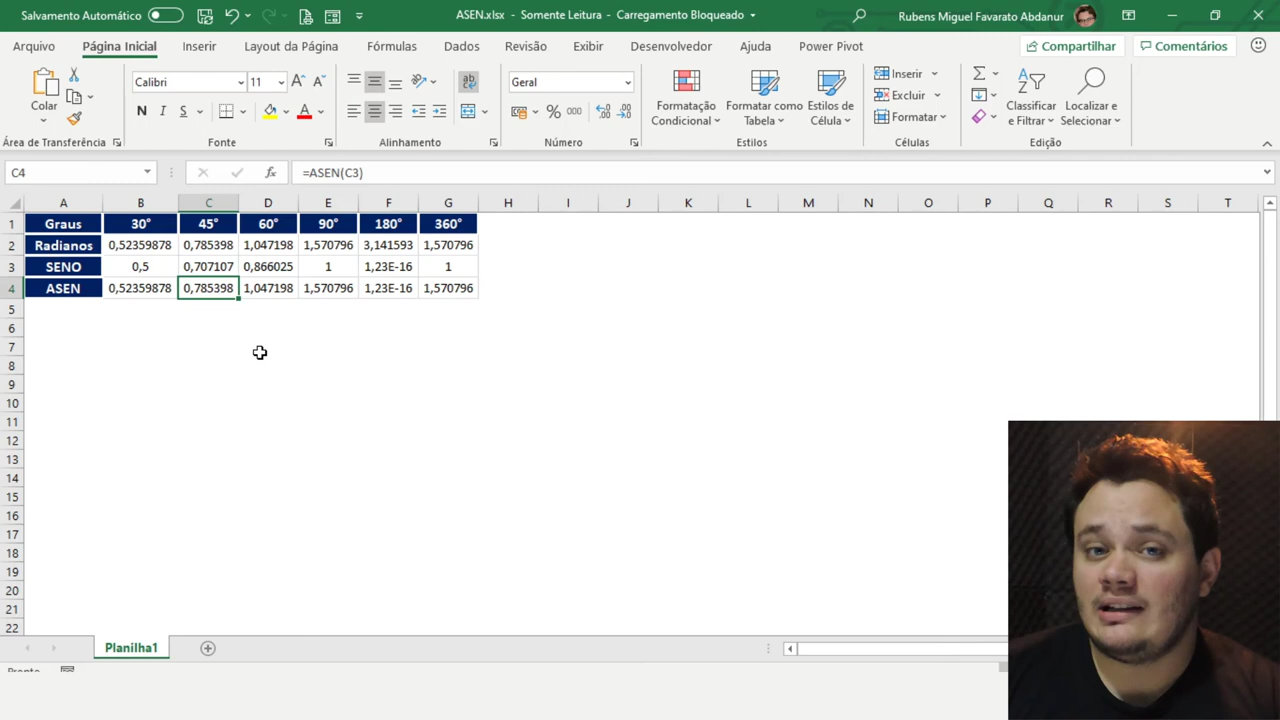 Salvamento Automático
ASEN.xlsx - Somente Leitura - Carregamento Bloqueado
Rubens Miguel Favarato Abdanur
Arquivo Página Inicial Inserir Layout da Página Fórmulas Dados Revisão Exibir Desenvolvedor Ajuda Power Pivot Compartilhar Comentários
Colar
Calibri 11
N I S
ab
Geral
% 000
Formatação Condicional
Formatar como Tabela
Estilos de Célula
Inserir
Excluir
Formatar
Classificar e Filtrar
Localizar e Selecionar
Área de Transferência Fonte Alinhamento Número Estilos Células Edição
C4 fx =ASEN(C3)
A B C D E F G H I J K L M N O P Q R S T
1 Graus 30° 45° 60° 90° 180° 360°
2 Radianos 0,52359878 0,785398 1,047198 1,570796 3,141593 1,570796
3 SENO 0,5 0,707107 0,866025 1 1,23E-16 1
4 ASEN 0,52359878 0,785398 1,047198 1,570796 1,23E-16 1,570796
5
6
7
8
9
10
11
12
13
14
15
16
17
18
19
20
21
22
Planilha1
Pronto